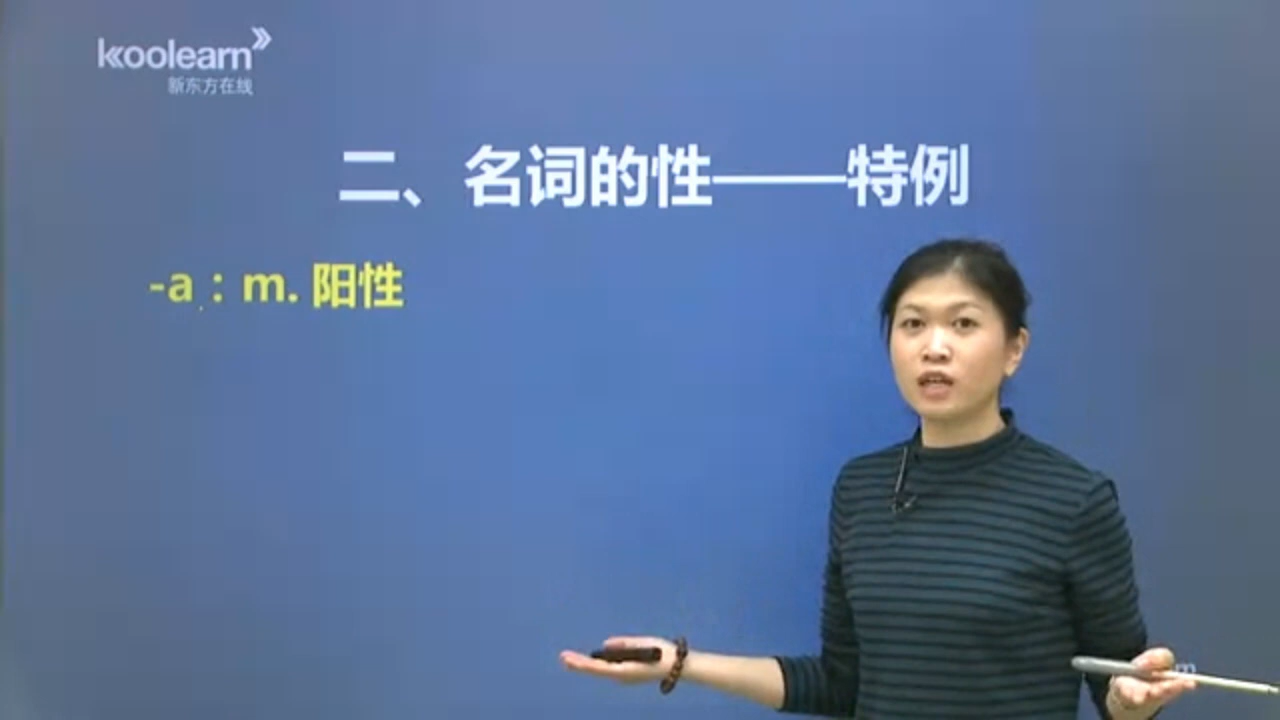 koolearn
新东方在线
二、名词的性——特例
-a：m. 阳性